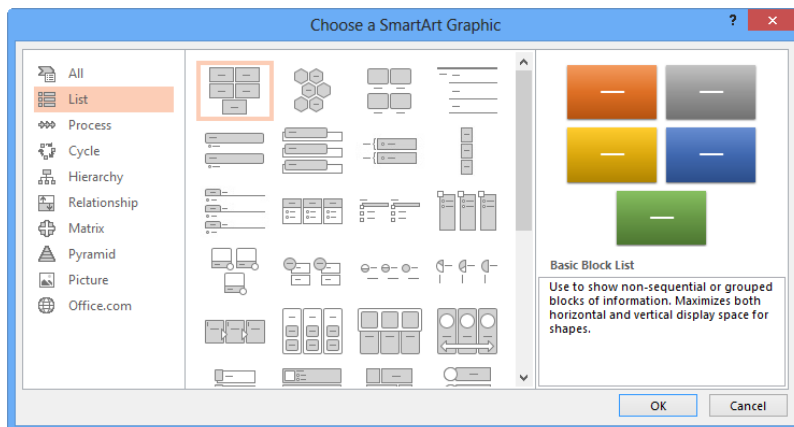 Choose a SmartArt Graphic
?
All
List
Process
Cycle
Hierarchy
Relationship
Matrix
Pyramid
Picture
Office.com
Basic Block List
Use to show non-sequential or grouped
blocks of information. Maximizes both
horizontal and vertical display space for
shapes.
OK
Cancel